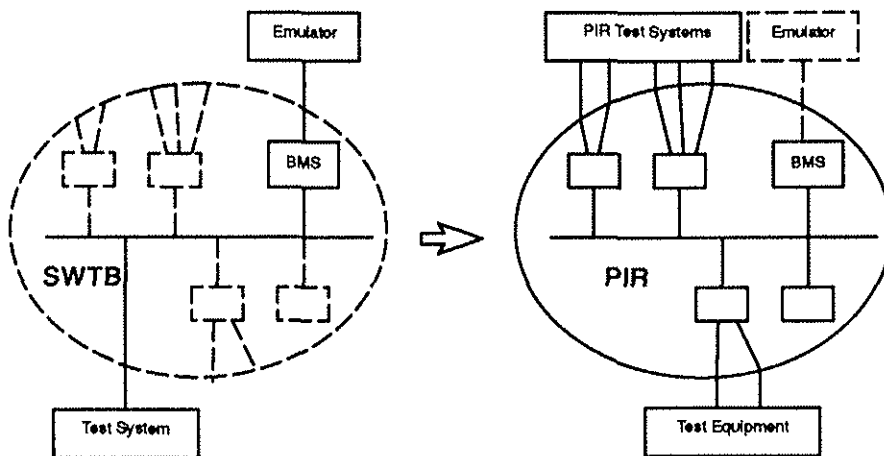 Emulator
BMS
SWTB
Test System
PIR Test Systems
Emulator
BMS
PIR
Test Equipment